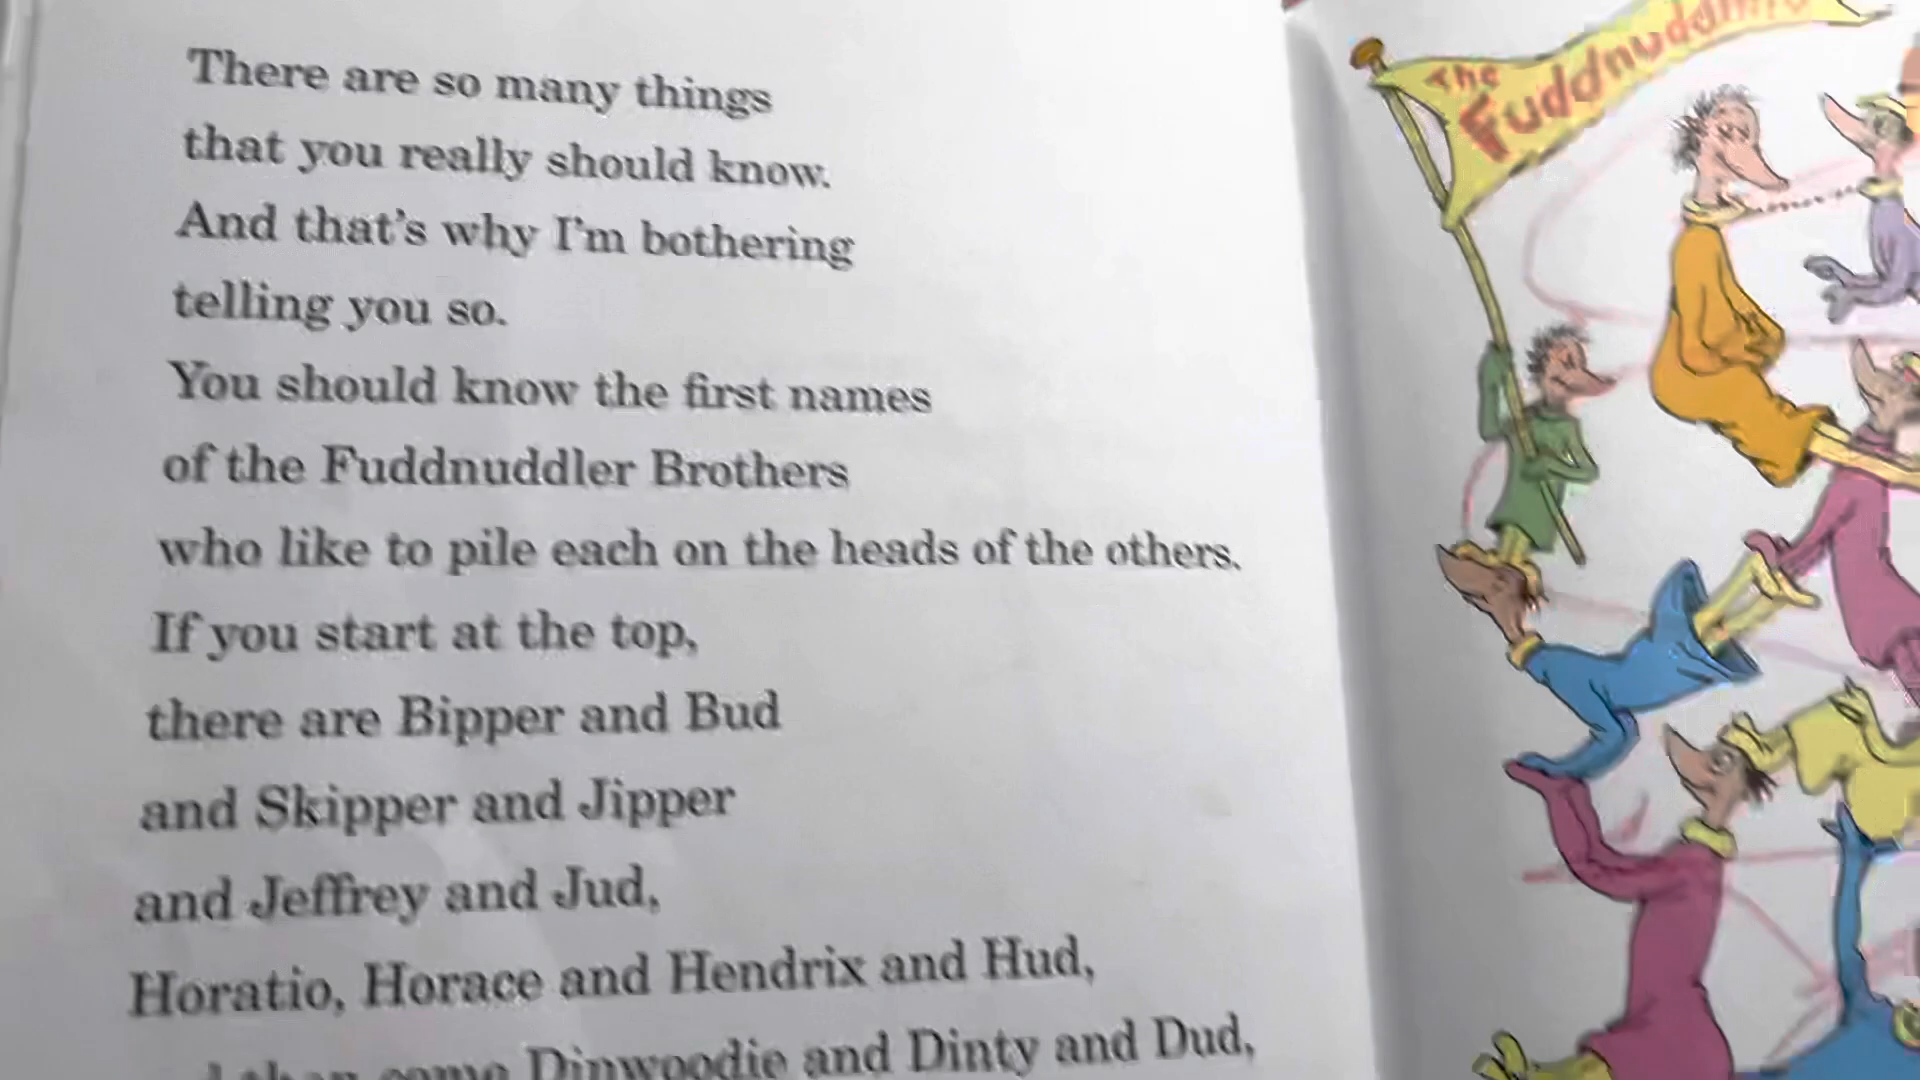 There are so many things
that you really should know.
And that's why I'm bothering
telling you so.
You should know the first names
of the Fuddnuddler Brothers
who like to pile each on the heads of the others.
If you start at the top,
there are Bipper and Bud
and Skipper and Jipper
and Jeffrey and Jud,
Horatio, Horace and Hendrix and Hud,
come Dinwoodie and Dinty and Dud,
The